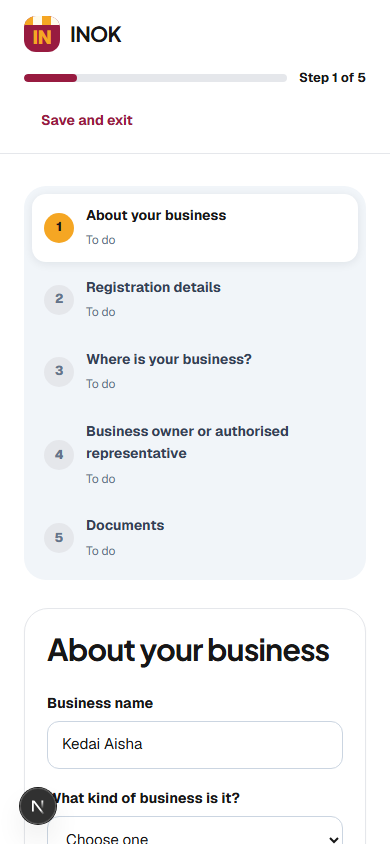 IN
INOK
Step 1 of 5
Save and exit
1
About your business
To do
2
Registration details
To do
3
Where is your business?
To do
4
Business owner or authorised
representative
To do
5
Documents
To do
About your business
Business name
Kedai Aisha
What kind of business is it?
N
Choose one